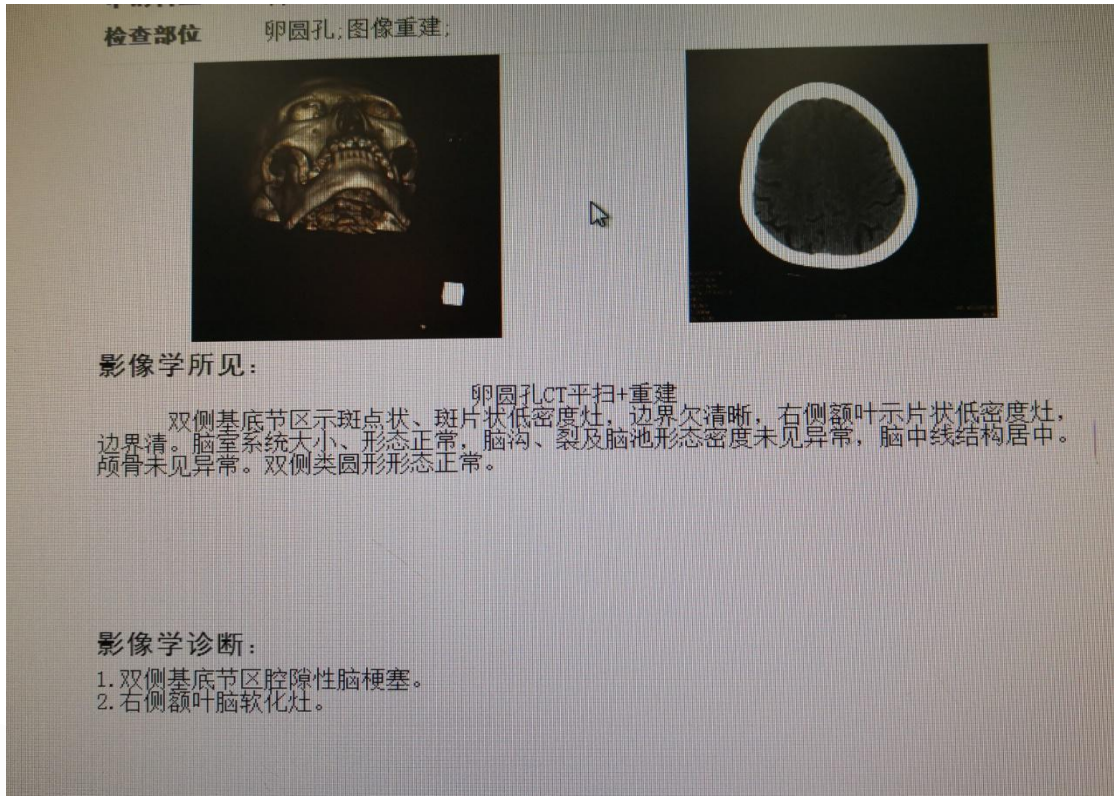 检查部位 卵圆孔;图像重建;
影像学所见:
卵圆孔CT平扫+重建
双侧基底节区示斑点状、斑片状低密度灶，边界欠清晰，右侧额叶示片状低密度灶，
边界清。脑室系统大小、形态正常，脑沟、裂及脑池形态密度未见异常，脑中线结构居中。
颅骨未见异常。双侧类圆形形态正常。
影像学诊断:
1.双侧基底节区腔隙性脑梗塞。
2.右侧额叶脑软化灶。